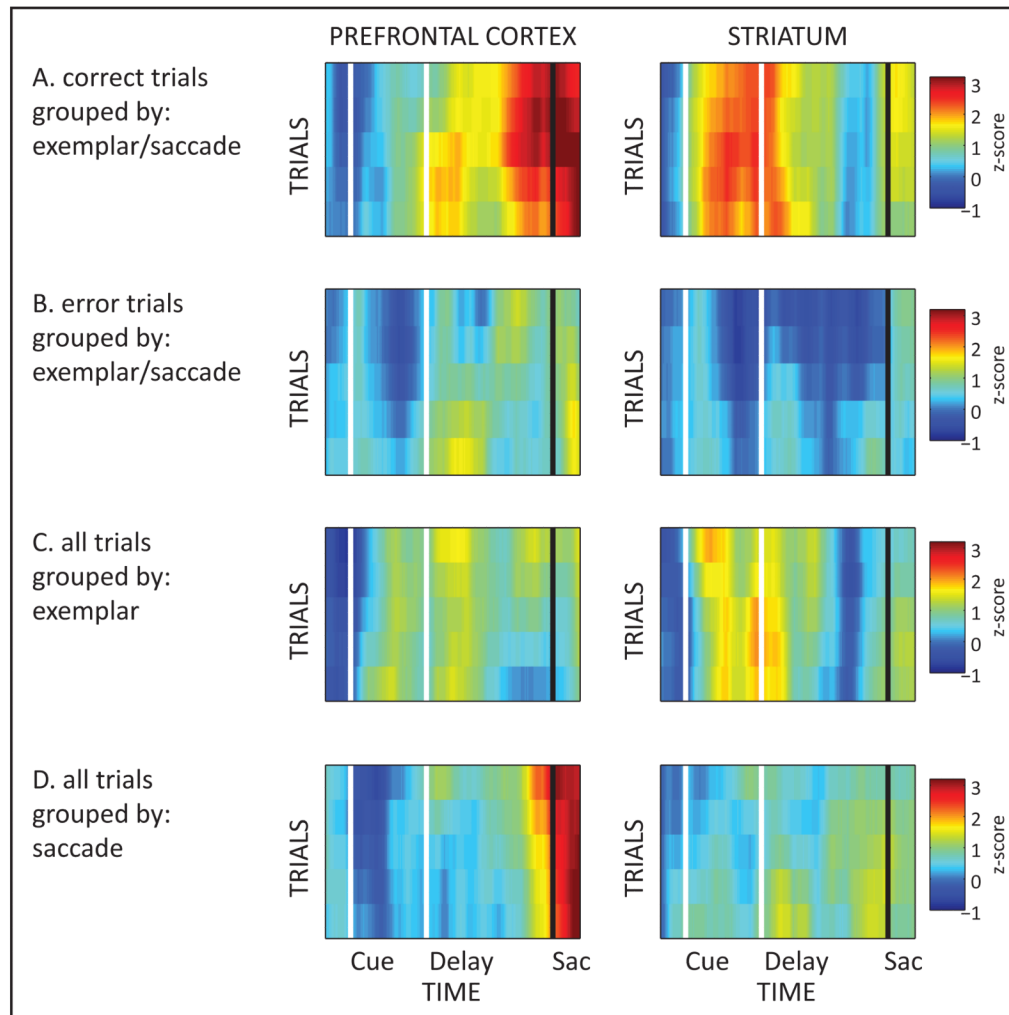 PREFRONTAL CORTEX
STRIATUM
A. correct trials
grouped by:
exemplar/saccade
TRIALS
TRIALS
3
2
1
0
−1
z-score
B. error trials
grouped by:
exemplar/saccade
TRIALS
TRIALS
3
2
1
0
−1
z-score
C. all trials
grouped by:
exemplar
TRIALS
TRIALS
3
2
1
0
−1
z-score
D. all trials
grouped by:
saccade
TRIALS
TRIALS
3
2
1
0
−1
z-score
Cue Delay Sac
TIME
Cue Delay Sac
TIME